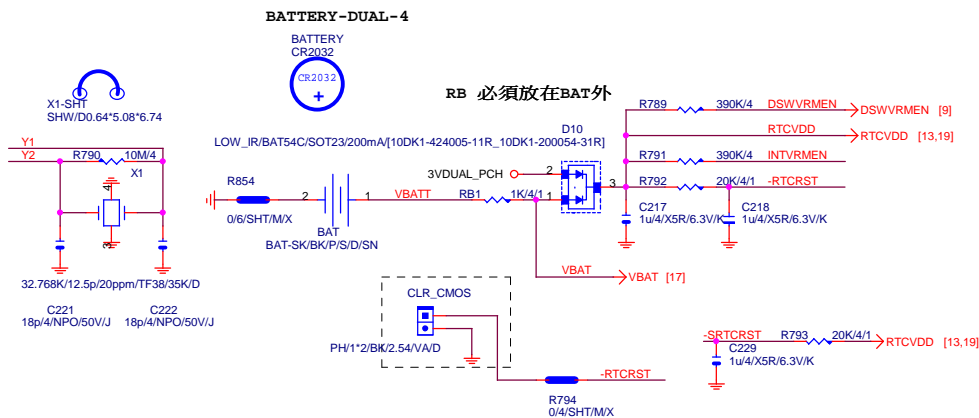 BATTERY-DUAL-4
BATTERY
CR2032
CR2032
+
X1-SHT
SHW/D0.64*5.08*6.74
RB 必須放在BAT外
Y1
Y2
R790
10M/4
X1
4
3
32.768K/12.5p/20ppm/TF38/35K/D
C221
18p/4/NPO/50V/J
C222
18p/4/NPO/50V/J
D10
LOW_IR/BAT54C/SOT23/200mA/[10DK1-424005-11R_10DK1-200054-31R]
3VDUAL_PCH
2
1
3
R854
0/6/SHT/M/X
2
1
BAT
BAT-SK/BK/P/S/D/SN
VBATT
RB1
1K/4/1
R789
390K/4
DSWVRMEN
DSWVRMEN [9]
RTCVDD
RTCVDD [13,19]
R791
390K/4
INTVRMEN
R792
20K/4/1
-RTCRST
C217
1u/4/X5R/6.3V/K
C218
1u/4/X5R/6.3V/K
VBAT
VBAT [17]
CLR_CMOS
PH/1*2/BK/2.54/VA/D
-RTCRST
R794
0/4/SHT/M/X
-SRTCRST
R793
20K/4/1
RTCVDD [13,19]
C229
1u/4/X5R/6.3V/K